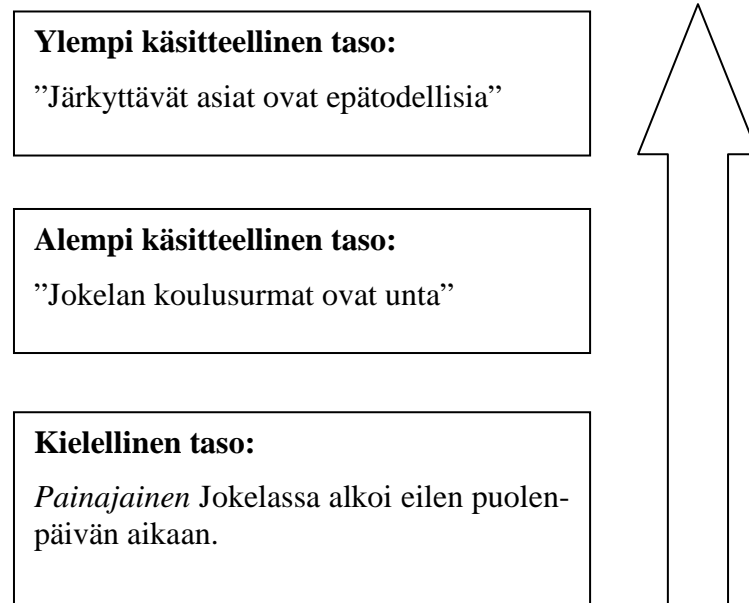 Ylempi käsitteellinen taso:
”Järkyttävät asiat ovat epätodellisia”
Alempi käsitteellinen taso:
”Jokelan koulusurmat ovat unta”
Kielellinen taso:
Painajainen Jokelassa alkoi eilen puolen-
päivän aikaan.